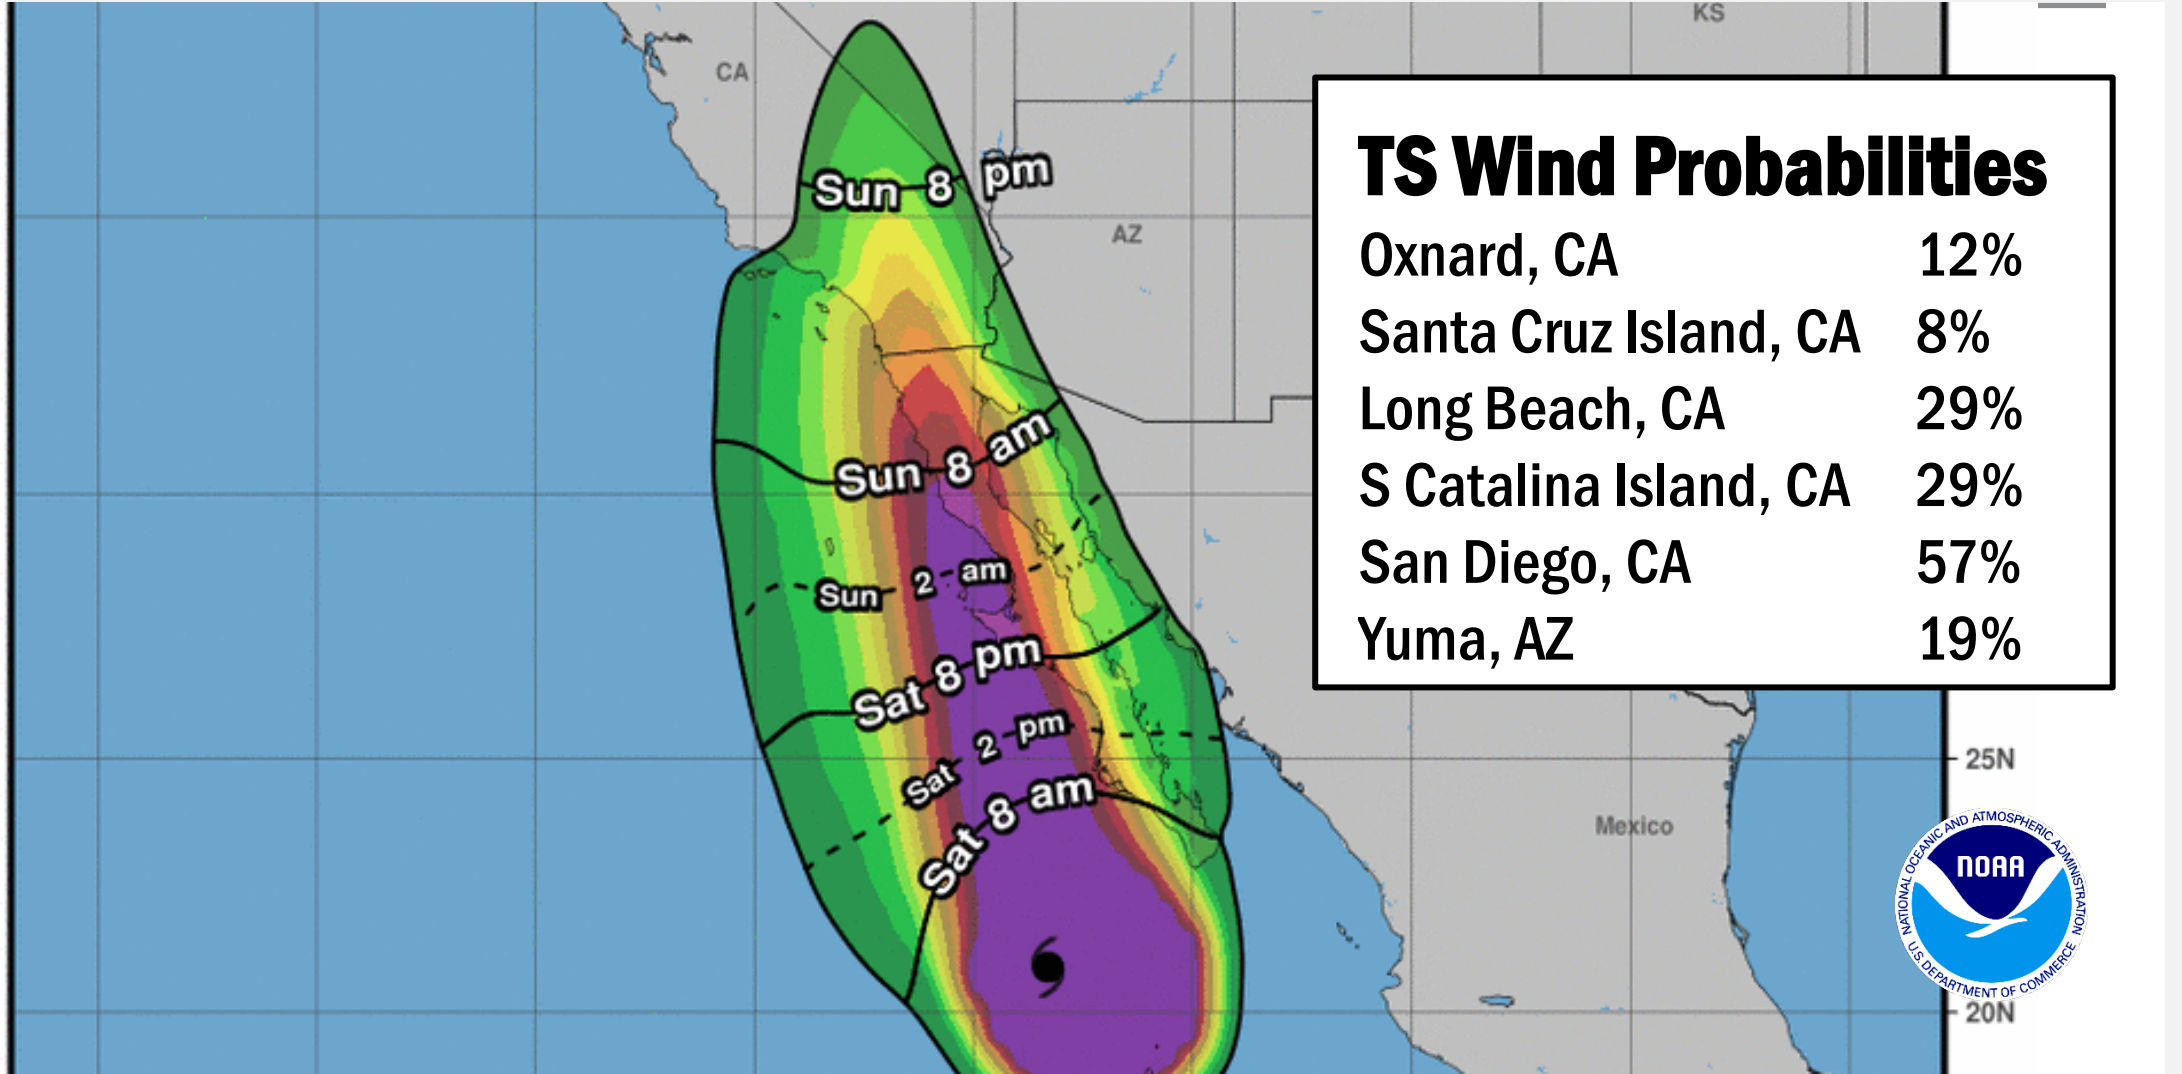 KS
CA
Sun 8 pm
AZ
TS Wind Probabilities
Oxnard, CA 12%
Santa Cruz Island, CA 8%
Long Beach, CA 29%
S Catalina Island, CA 29%
San Diego, CA 57%
Yuma, AZ 19%
Sun 8 am
Sun 2 am
Sat 8 pm
Sat 2 pm
Sat 8 am
25N
Mexico
NATIONAL OCEANIC AND ATMOSPHERIC ADMINISTRATION
NOAA
U.S. DEPARTMENT OF COMMERCE
20N